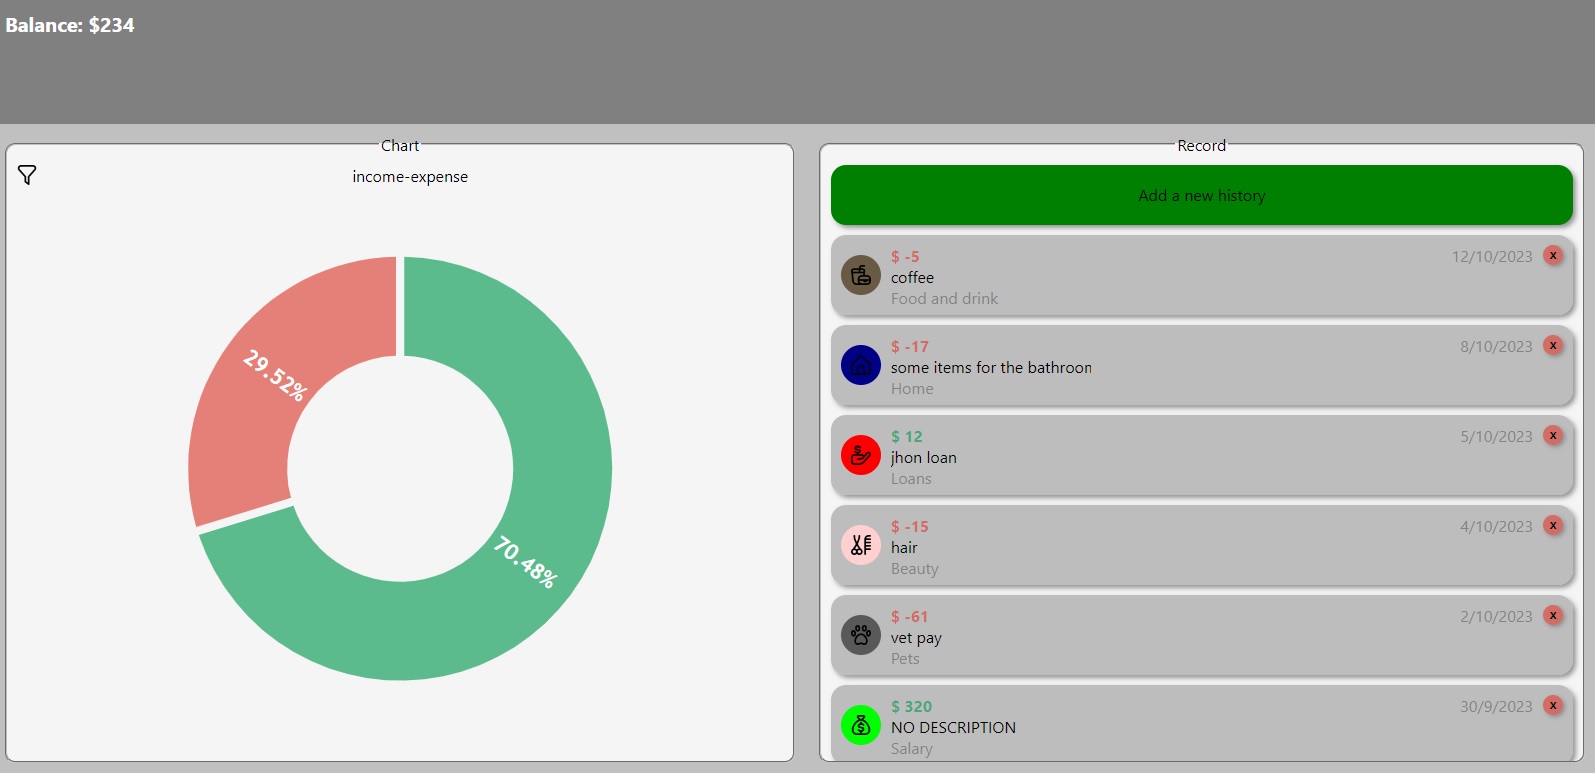 Balance: $234
Chart
income-expense
29.52%
70.48%
Record
Add a new history
$ -5
12/10/2023
x
coffee
Food and drink
$ -17
8/10/2023
x
some items for the bathroon
Home
$ 12
5/10/2023
x
jhon loan
Loans
$ -15
4/10/2023
x
hair
Beauty
$ -61
2/10/2023
x
vet pay
Pets
$ 320
30/9/2023
x
NO DESCRIPTION
Salary